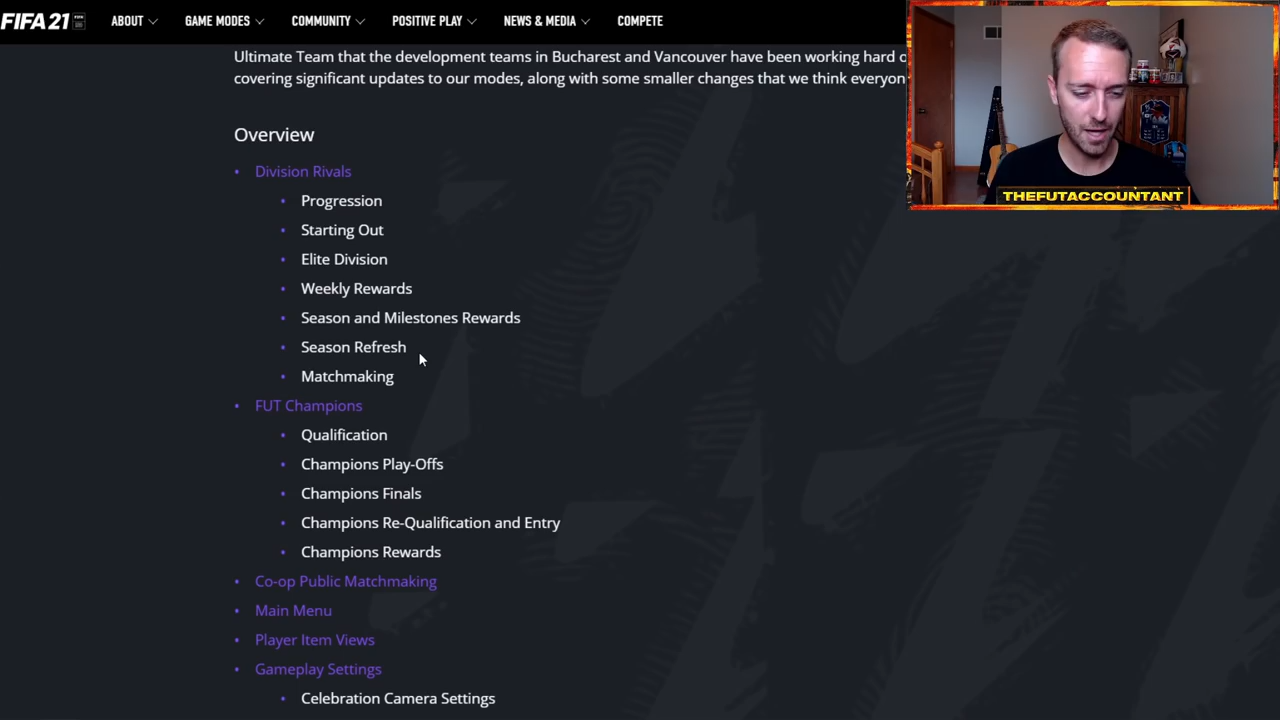 FIFA 21 ABOUT GAME MODES COMMUNITY POSITIVE PLAY NEWS & MEDIA COMPETE
Ultimate Team that the development teams in Bucharest and Vancouver have been working hard o
covering significant updates to our modes, along with some smaller changes that we think everyon
THEFUTACCOUNTANT
Overview
• Division Rivals
• Progression
• Starting Out
• Elite Division
• Weekly Rewards
• Season and Milestones Rewards
• Season Refresh
• Matchmaking
• FUT Champions
• Qualification
• Champions Play-Offs
• Champions Finals
• Champions Re-Qualification and Entry
• Champions Rewards
• Co-op Public Matchmaking
• Main Menu
• Player Item Views
• Gameplay Settings
• Celebration Camera Settings